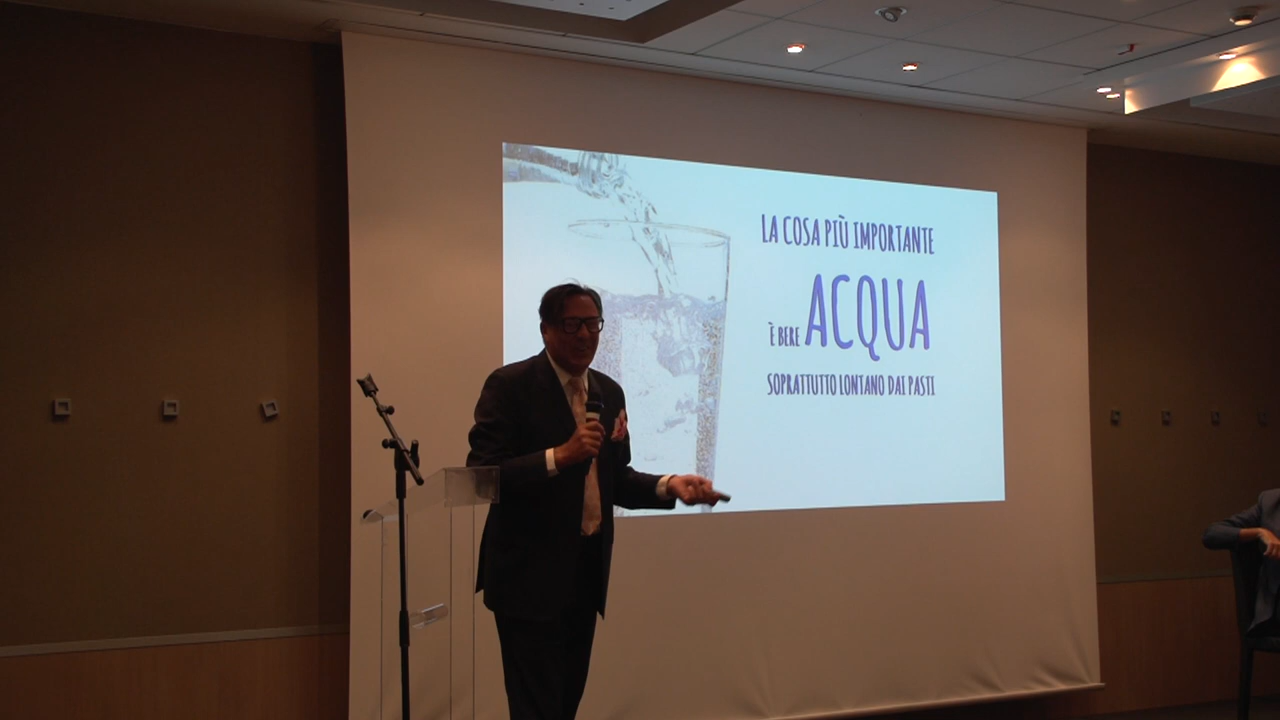 LA COSA PIÙ IMPORTANTE
È BERE ACQUA
SOPRATTUTTO LONTANO DAI PASTI